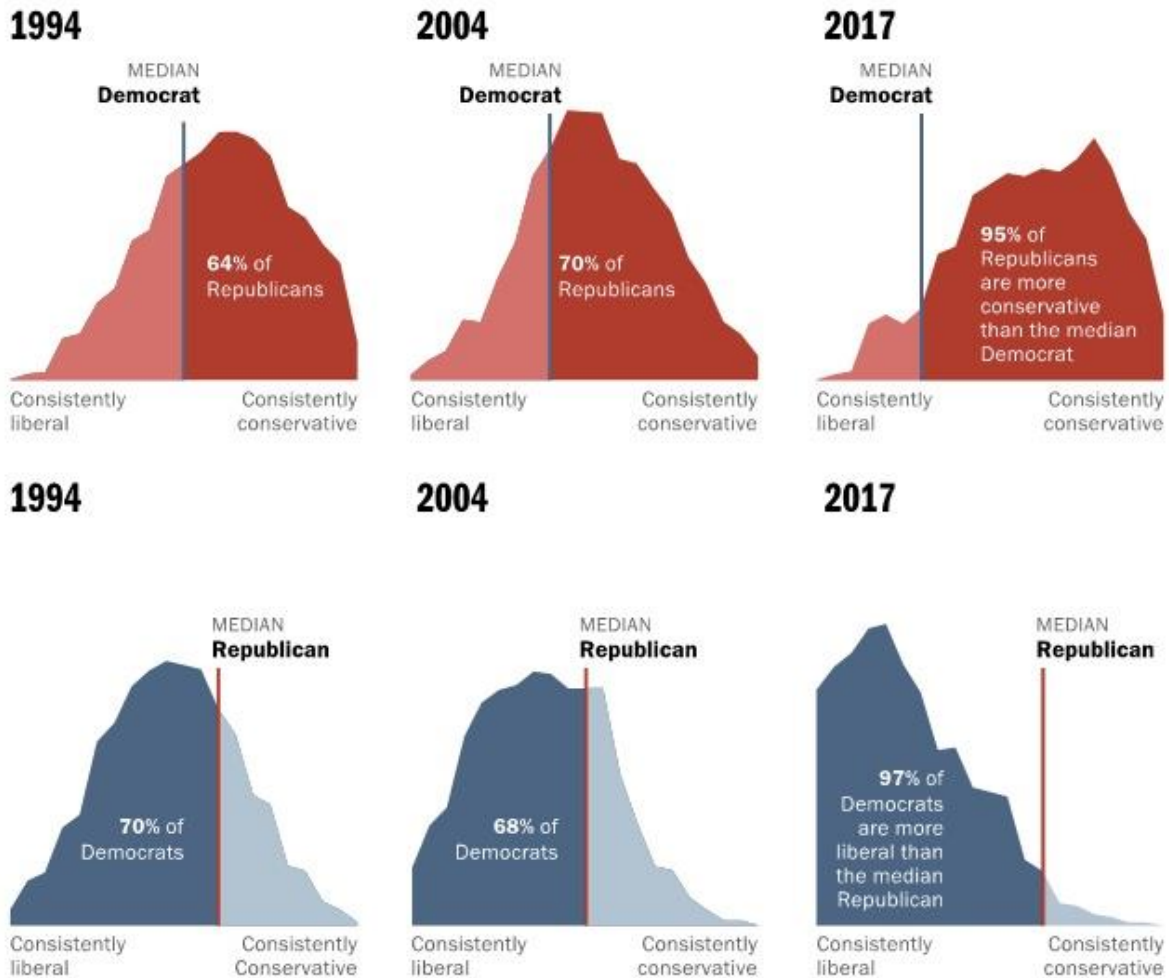 1994
2004
2017
MEDIAN
Democrat
MEDIAN
Democrat
MEDIAN
Democrat
64% of
Republicans
70% of
Republicans
95% of
Republicans
are more
conservative
than the median
Democrat
Consistently
liberal
Consistently
conservative
Consistently
liberal
Consistently
conservative
Consistently
liberal
Consistently
conservative
1994
2004
2017
MEDIAN
Republican
MEDIAN
Republican
MEDIAN
Republican
70% of
Democrats
68% of
Democrats
97% of
Democrats
are more
liberal than
the median
Republican
Consistently
liberal
Consistently
Conservative
Consistently
liberal
Consistently
conservative
Consistently
liberal
Consistently
conservative